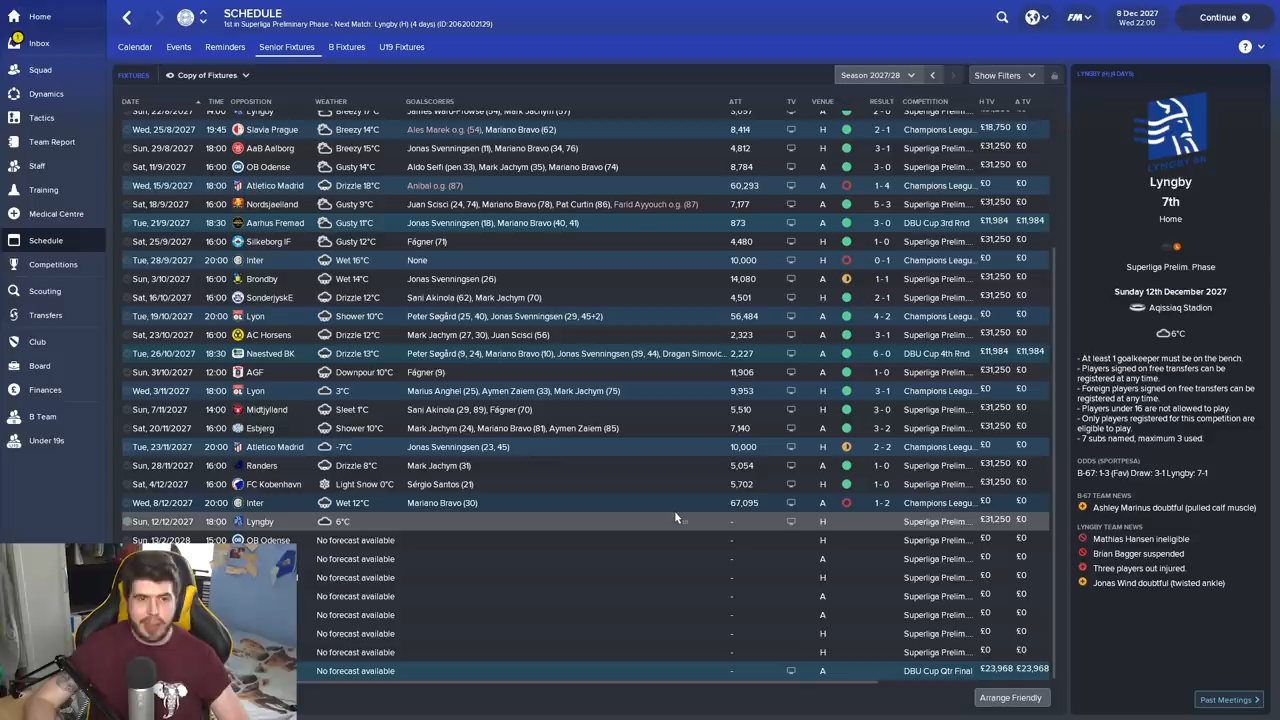 Home
Inbox
Squad
Dynamics
Tactics
Team Report
Staff
Training
Medical Centre
Schedule
Competitions
Scouting
Transfers
Club
Board
Finances
B Team
Under 19s
SCHEDULE
1st in Superliga Preliminary Phase - Next Match: Lyngby (H) (4 days) (ID:2062002129)
FM
8 Dec 2027
Wed 22:00
Continue
Calendar Events Reminders Senior Fixtures B Fixtures U19 Fixtures
FIXTURES Copy of Fixtures Season 2027/28 Show Filters
DATE TIME OPPOSITION WEATHER GOALSCORERS ATT TV VENUE RESULT COMPETITION H TV A TV
Wed, 25/8/2027 19:45 Slavia Prague Breezy 14°C Ales Marek o.g. (54), Mariano Bravo (62) 8,414 H 2 - 1 Champions Leagu... £18,750 £0
Sun, 29/8/2027 18:00 AaB Aalborg Breezy 15°C Jonas Svenningsen (11), Mariano Bravo (34, 76) 4,812 H 3 - 1 Superliga Prelim.... £31,250 £0
Sat, 11/9/2027 16:00 OB Odense Gusty 14°C Aldo Seifi (pen 33), Mark Jachym (35), Mariano Bravo (74) 8,784 A 3 - 0 Superliga Prelim.... £31,250 £0
Wed, 15/9/2027 18:00 Atletico Madrid Drizzle 18°C Anibal o.g. (87) 60,293 A 1 - 4 Champions Leagu... £0 £0
Sat, 18/9/2027 16:00 Nordsjaelland Gusty 9°C Juan Scisci (24, 74), Mariano Bravo (78), Pat Curtin (86), Farid Ayyouch o.g. (87) 7,177 A 5 - 3 Superliga Prelim.... £31,250 £0
Tue, 21/9/2027 18:30 Aarhus Fremad Gusty 11°C Jonas Svenningsen (18), Mariano Bravo (40, 41) 873 A 3 - 0 DBU Cup 3rd Rnd £11,984 £11,984
Sat, 25/9/2027 16:00 Silkeborg IF Gusty 12°C Fágner (71) 4,480 H 1 - 0 Superliga Prelim.... £31,250 £0
Tue, 28/9/2027 20:00 Inter Wet 16°C None 10,000 H 0 - 1 Champions Leagu... £0 £0
Sun, 3/10/2027 16:00 Brondby Wet 14°C Jonas Svenningsen (26) 14,080 A 1 - 1 Superliga Prelim.... £31,250 £0
Sat, 16/10/2027 16:00 SonderjyskE Drizzle 11°C Sani Akinola (62), Mark Jachym (70) 4,501 H 2 - 1 Superliga Prelim.... £31,250 £0
Tue, 19/10/2027 20:00 Lyon Shower 10°C Peter Søgård (25, 40), Jonas Svenningsen (29, 45+2) 56,484 A 4 - 2 Champions Leagu... £0 £0
Sat, 23/10/2027 16:00 AC Horsens Drizzle 12°C Mark Jachym (27, 30), Juan Scisci (56) 2,323 A 3 - 1 Superliga Prelim.... £31,250 £0
Tue, 26/10/2027 18:30 Naestved BK Drizzle 13°C Peter Søgård (9, 24), Mariano Bravo (10), Jonas Svenningsen (39, 44), Dragan Simovic... 2,227 A 6 - 0 DBU Cup 4th Rnd £11,984 £11,984
Sun, 31/10/2027 12:00 AGF Downpour 10°C Fágner (9) 11,906 A 1 - 0 Superliga Prelim.... £31,250 £0
Wed, 3/11/2027 18:00 Lyon 3°C Marius Anghel (25), Aymen Zaïem (33), Mark Jachym (75) 9,953 H 3 - 1 Champions Leagu... £0 £0
Sun, 7/11/2027 14:00 Midtjylland Sleet 1°C Sani Akinola (29, 89), Fágner (70) 5,510 H 3 - 0 Superliga Prelim.... £31,250 £0
Sat, 20/11/2027 16:00 Esbjerg Shower 10°C Mark Jachym (24), Mariano Bravo (81), Aymen Zaïem (85) 7,140 A 3 - 0 Superliga Prelim.... £31,250 £0
Tue, 23/11/2027 20:00 Atletico Madrid -7°C Jonas Svenningsen (23, 45) 10,000 H 2 - 2 Champions Leagu... £0 £0
Sun, 28/11/2027 16:00 Randers Drizzle 8°C Mark Jachym (31) 5,054 H 1 - 0 Superliga Prelim.... £31,250 £0
Sat, 4/12/2027 16:00 FC Kobenhavn Light Snow 0°C Sérgio Santos (21) 5,702 H 1 - 0 Superliga Prelim.... £31,250 £0
Wed, 8/12/2027 20:00 Inter Wet 12°C Mariano Bravo (30) 67,095 A 1 - 2 Champions Leagu... £0 £0
Sun, 12/12/2027 18:00 Lyngby 6°C - H Superliga Prelim.... £31,250 £0
Sun, 13/2/2028 15:00 OB Odense No forecast available - H Superliga Prelim.... £0 £0
No forecast available - A Superliga Prelim.... £0 £0
No forecast available - H Superliga Prelim.... £0 £0
No forecast available - A Superliga Prelim.... £0 £0
No forecast available - A Superliga Prelim.... £0 £0
No forecast available - H Superliga Prelim.... £0 £0
No forecast available - H Superliga Prelim.... £0 £0
No forecast available - A DBU Cup Qtr Final £23,968 £23,968
Arrange Friendly
LYNGBY (H) (4 DAYS)
LYNGBY BK
Lyngby
7th
Home
Superliga Prelim. Phase
Sunday 12th December 2027
Aqissiaq Stadion
6°C
- At least 1 goalkeeper must be on the bench.
- Players signed on free transfers can be
registered at any time.
- Foreign players signed on free transfers can be
registered at any time.
- Players under 16 are not allowed to play.
- Only players registered for this competition are
eligible to play.
- 7 subs named, maximum 3 used.
ODDS (SPORTPESA)
B-67: 1-3 (Fav) Draw: 3-1 Lyngby: 7-1
B-67 TEAM NEWS
Ashley Marinus doubtful (pulled calf muscle)
LYNGBY TEAM NEWS
Mathias Hansen ineligible
Brian Bagger suspended
Three players out injured.
Jonas Wind doubtful (twisted ankle)
Past Meetings